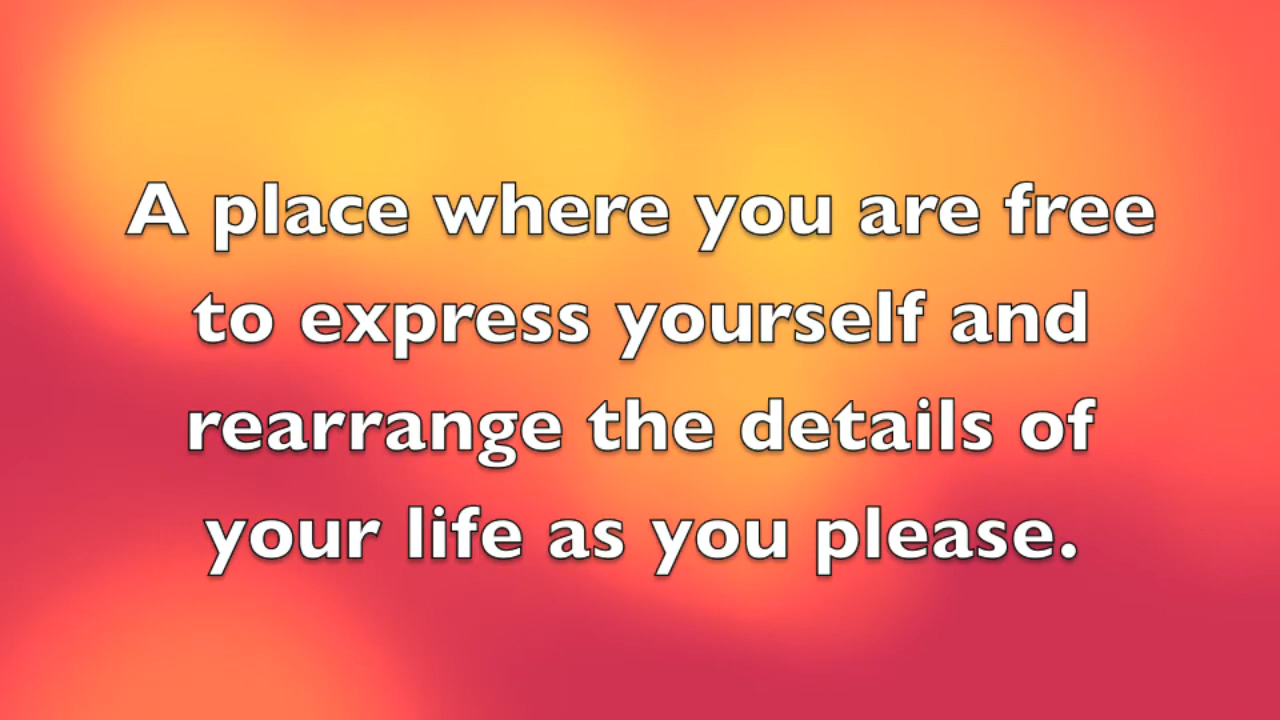 A place where you are free
to express yourself and
rearrange the details of
your life as you please.